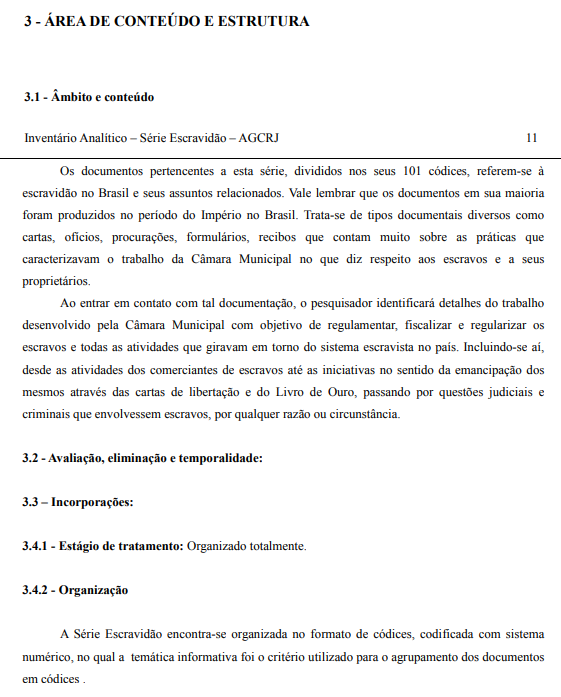 3 - ÁREA DE CONTEÚDO E ESTRUTURA
3.1 - Âmbito e conteúdo
Inventário Analítico – Série Escravidão – AGCRJ 11
Os documentos pertencentes a esta série, divididos nos seus 101 códices, referem-se à
escravidão no Brasil e seus assuntos relacionados. Vale lembrar que os documentos em sua maioria
foram produzidos no período do Império no Brasil. Trata-se de tipos documentais diversos como
cartas, ofícios, procurações, formulários, recibos que contam muito sobre as práticas que
caracterizavam o trabalho da Câmara Municipal no que diz respeito aos escravos e a seus
proprietários.
Ao entrar em contato com tal documentação, o pesquisador identificará detalhes do trabalho
desenvolvido pela Câmara Municipal com objetivo de regulamentar, fiscalizar e regularizar os
escravos e todas as atividades que giravam em torno do sistema escravista no país. Incluindo-se aí,
desde as atividades dos comerciantes de escravos até as iniciativas no sentido da emancipação dos
mesmos através das cartas de libertação e do Livro de Ouro, passando por questões judiciais e
criminais que envolvessem escravos, por qualquer razão ou circunstância.
3.2 - Avaliação, eliminação e temporalidade:
3.3 – Incorporações:
3.4.1 - Estágio de tratamento: Organizado totalmente.
3.4.2 - Organização
A Série Escravidão encontra-se organizada no formato de códices, codificada com sistema
numérico, no qual a temática informativa foi o critério utilizado para o agrupamento dos documentos
em códices .